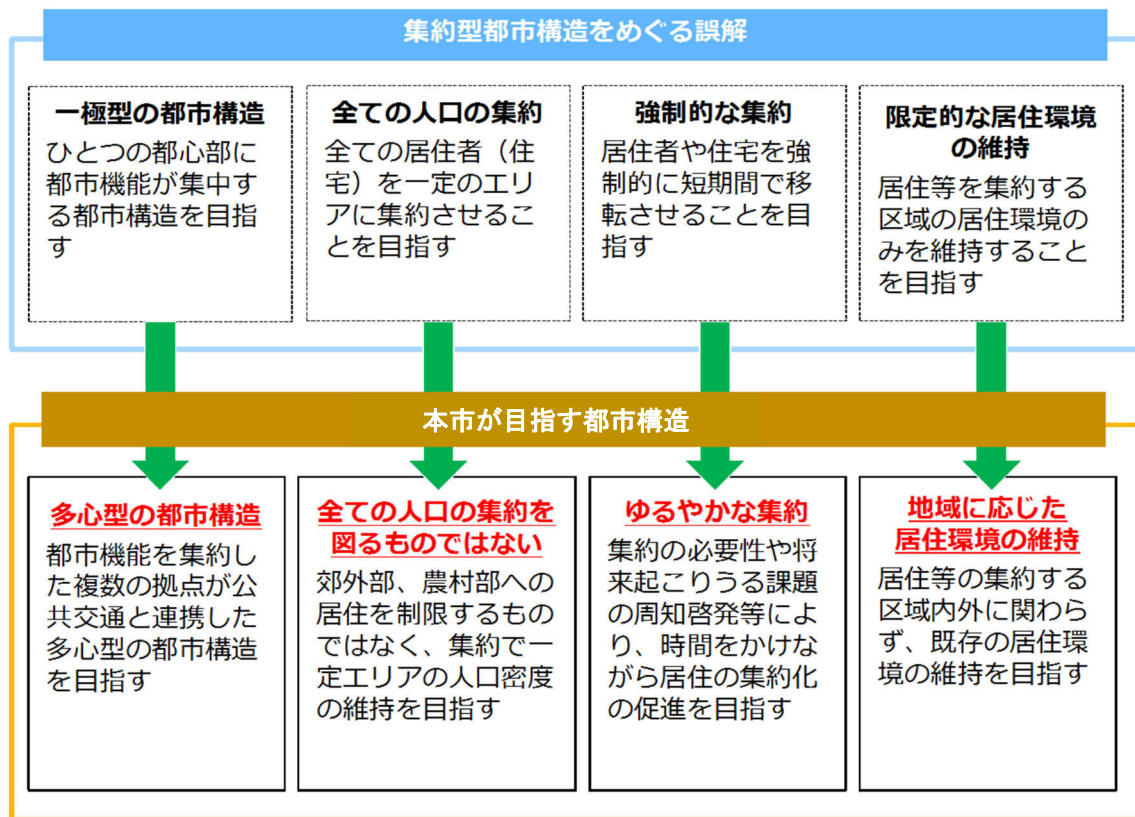 集約型都市構造をめぐる誤解
一極型の都市構造
ひとつの都心部に
都市機能が集中す
る都市構造を目指
す
全ての人口の集約
全ての居住者（住
宅）を一定のエリ
アに集約させるこ
とを目指す
強制的な集約
居住者や住宅を強
制的に短期間で移
転させることを目
指す
限定的な居住環境
の維持
居住等を集約する
区域の居住環境の
みを維持すること
を目指す
本市が目指す都市構造
多心型の都市構造
都市機能を集約し
た複数の拠点が公
共交通と連携した
多心型の都市構造
を目指す
全ての人口の集約を
図るものではない
郊外部、農村部への
居住を制限するもの
ではなく、集約で一
定エリアの人口密度
の維持を目指す
ゆるやかな集約
集約の必要性や将
来起こりうる課題
の周知啓発等によ
り、時間をかけな
がら居住の集約化
の促進を目指す
地域に応じた
居住環境の維持
居住等の集約する
区域内外に関わら
ず、既存の居住環
境の維持を目指す